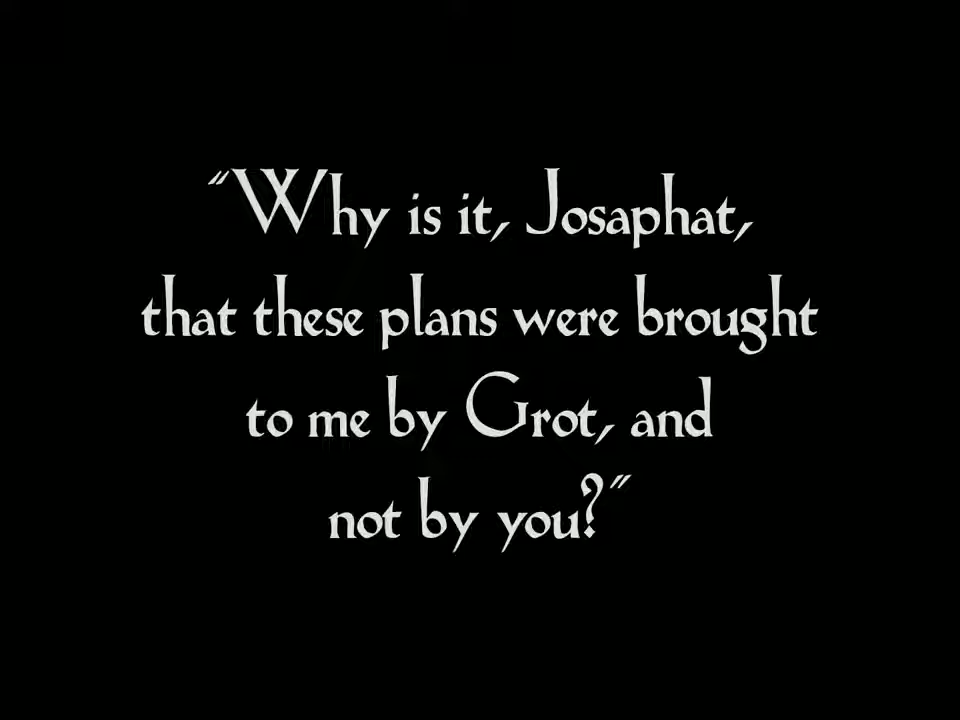 “Why is it, Josaphat,
that these plans were brought
to me by Grot, and
not by you?”